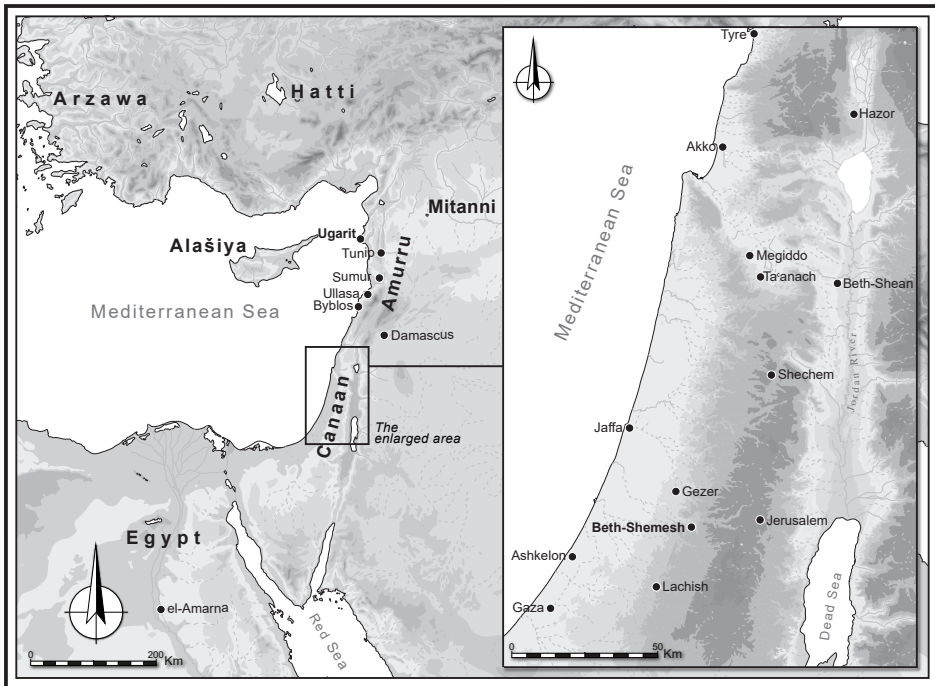 Arzawa
Ḫatti
Mitanni
Ugarit
Alašiya
Tunip
Sumur
Amurru
Ullasa
Byblos
Mediterranean Sea
Damascus
Canaan
The
enlarged area
Egypt
el-Amarna
Red Sea
0 200 Km
Tyre
Hazor
Akko
Mediterranean Sea
Megiddo
Ta'anach
Beth-Shean
Jordan River
Shechem
Jaffa
Gezer
Beth-Shemesh
Jerusalem
Ashkelon
Lachish
Gaza
Dead Sea
0 50 Km